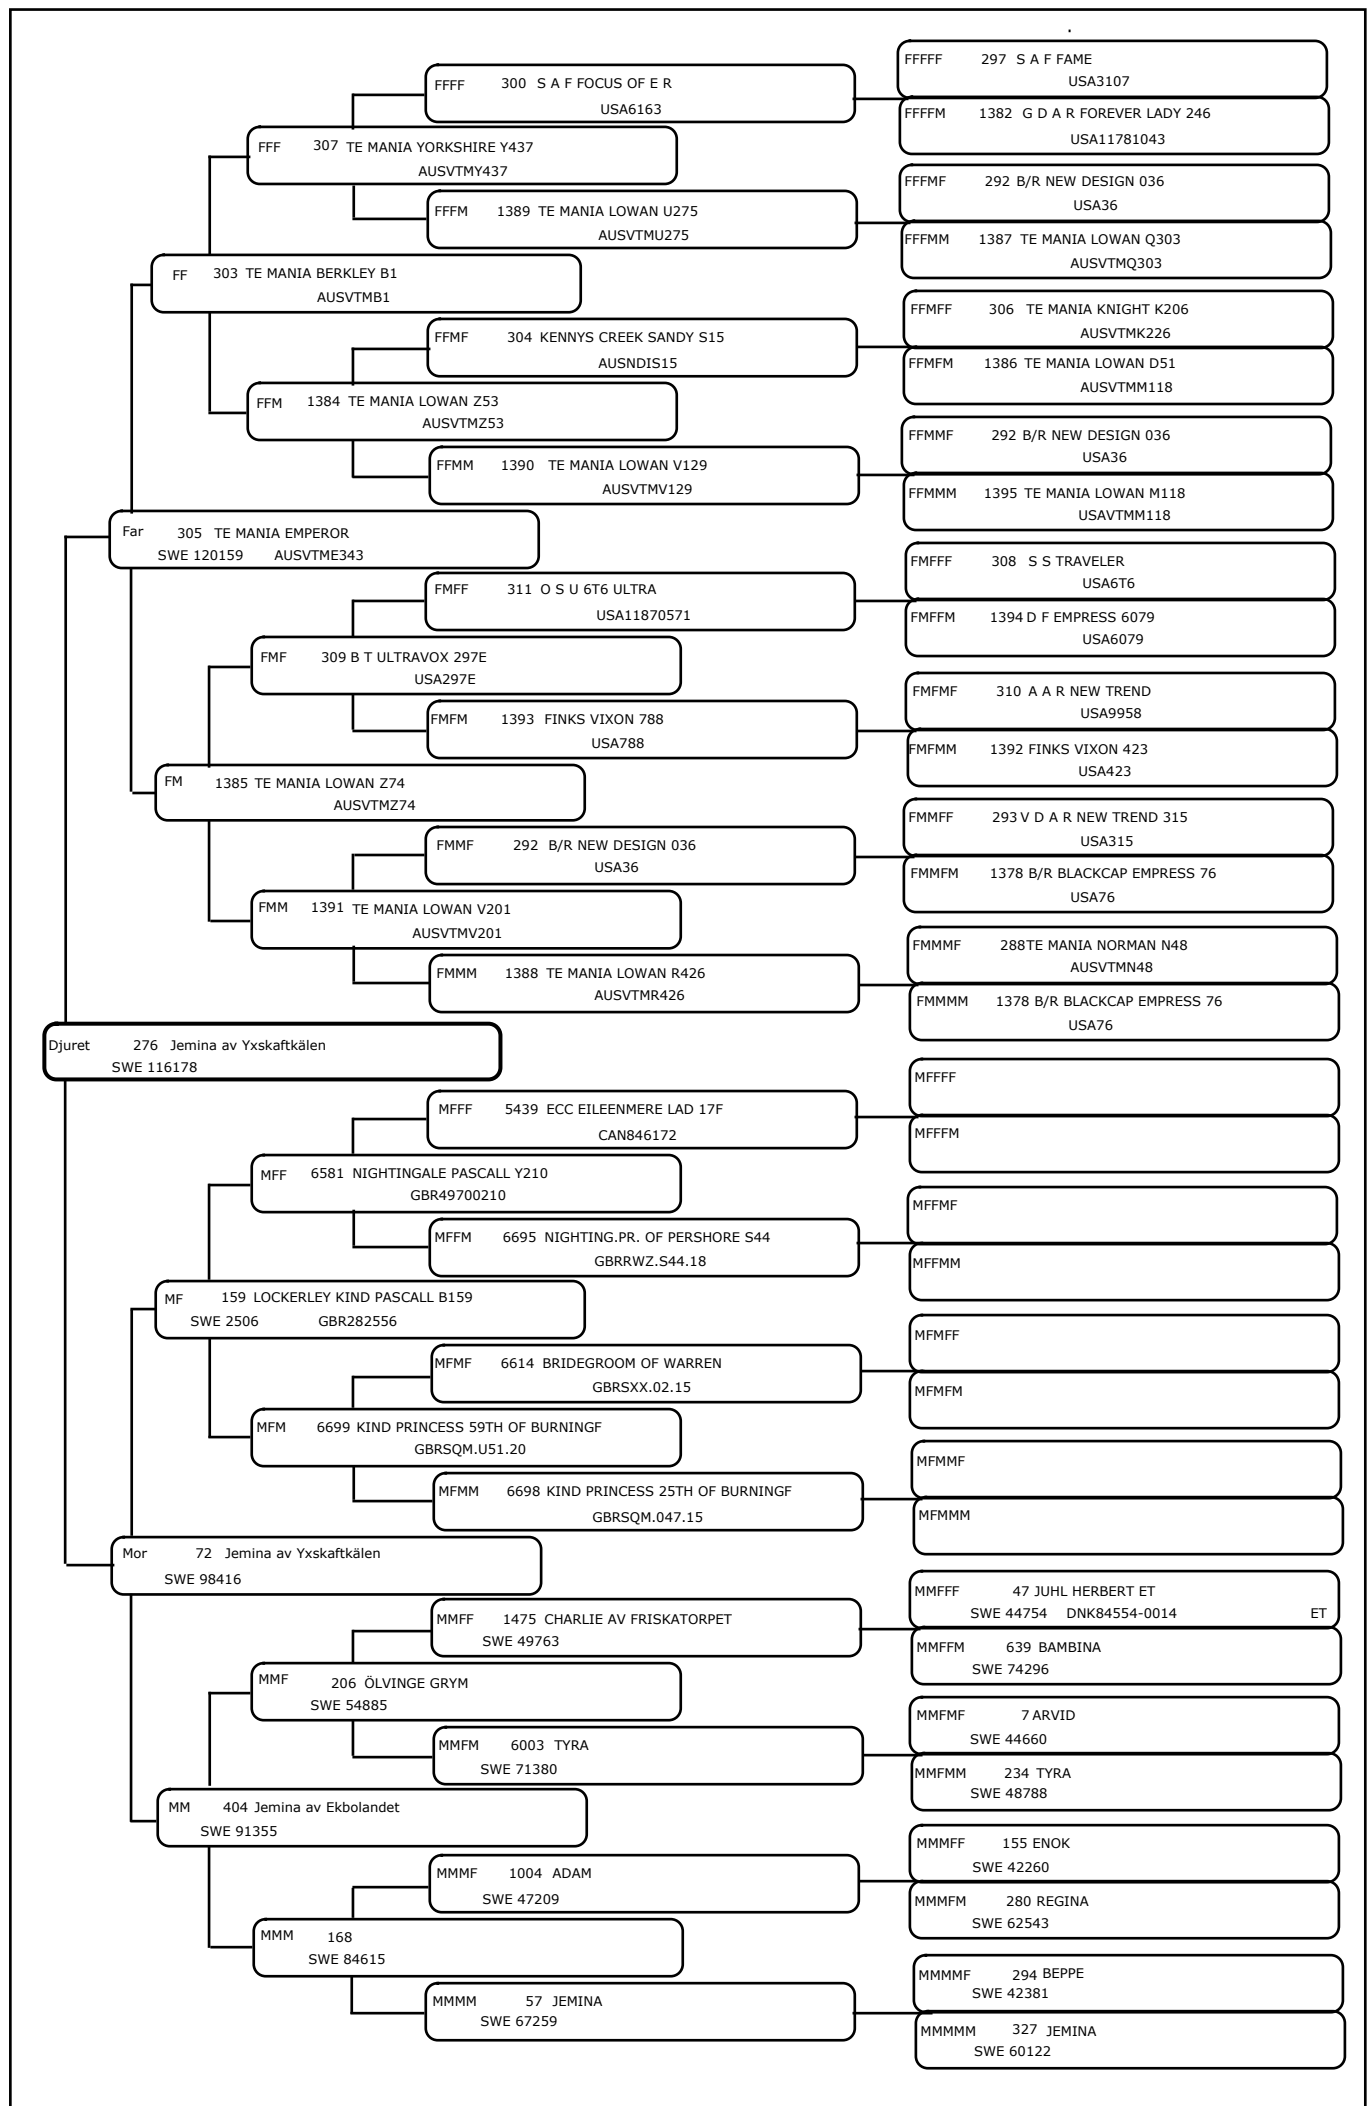 FFFFF 297 S A F FAME
USA3107
FFFF 300 S A F FOCUS OF E R
USA6163
FFFFM 1382 G D A R FOREVER LADY 246
USA11781043
FFF 307 TE MANIA YORKSHIRE Y437
AUSVTMY437
FFFMF 292 B/R NEW DESIGN 036
USA36
FFFM 1389 TE MANIA LOWAN U275
AUSVTMU275
FFFMM 1387 TE MANIA LOWAN Q303
AUSVTMQ303
FF 303 TE MANIA BERKLEY B1
AUSVTMB1
FFMFF 306 TE MANIA KNIGHT K206
AUSVTMK226
FFMF 304 KENNYS CREEK SANDY S15
AUSNDIS15
FFMFM 1386 TE MANIA LOWAN D51
AUSVTMM118
FFM 1384 TE MANIA LOWAN Z53
AUSVTMZ53
FFMMF 292 B/R NEW DESIGN 036
USA36
FFMM 1390 TE MANIA LOWAN V129
AUSVTMV129
FFMMM 1395 TE MANIA LOWAN M118
USAVTMM118
Far 305 TE MANIA EMPEROR
SWE 120159 AUSVTME343
FMFFF 308 S S TRAVELER
USA6T6
FMFF 311 O S U 6T6 ULTRA
USA11870571
FMFFM 1394 D F EMPRESS 6079
USA6079
FMF 309 B T ULTRAVOX 297E
USA297E
FMFMF 310 A A R NEW TREND
USA9958
FMFM 1393 FINKS VIXON 788
USA788
FMFMM 1392 FINKS VIXON 423
USA423
FM 1385 TE MANIA LOWAN Z74
AUSVTMZ74
FMMFF 293 V D A R NEW TREND 315
USA315
FMMF 292 B/R NEW DESIGN 036
USA36
FMMFM 1378 B/R BLACKCAP EMPRESS 76
USA76
FMM 1391 TE MANIA LOWAN V201
AUSVTMV201
FMMMF 288TE MANIA NORMAN N48
AUSVTMN48
FMMM 1388 TE MANIA LOWAN R426
AUSVTMR426
FMMMM 1378 B/R BLACKCAP EMPRESS 76
USA76
Djuret 276 Jemina av Yxskaftkälen
SWE 116178
MFFFF
MFFF 5439 ECC EILEENMERE LAD 17F
CAN846172
MFFFM
MFF 6581 NIGHTINGALE PASCALL Y210
GBR49700210
MFFMF
MFFM 6695 NIGHTING.PR. OF PERSHORE S44
GBRRWZ.S44.18
MFFMM
MF 159 LOCKERLEY KIND PASCALL B159
SWE 2506 GBR282556
MFMFF
MFMF 6614 BRIDEGROOM OF WARREN
GBRSXX.02.15
MFMFM
MFM 6699 KIND PRINCESS 59TH OF BURNINGF
GBRSQM.U51.20
MFMMF
MFMM 6698 KIND PRINCESS 25TH OF BURNINGF
GBRSQM.047.15
MFMMM
Mor 72 Jemina av Yxskaftkälen
SWE 98416
MMFFF 47 JUHL HERBERT ET
SWE 44754 DNK84554-0014 ET
MMFF 1475 CHARLIE AV FRISKATORPET
SWE 49763
MMFFM 639 BAMBINA
SWE 74296
MMF 206 ÖLVINGE GRYM
SWE 54885
MMFMF 7 ARVID
SWE 44660
MMFM 6003 TYRA
SWE 71380
MMFMM 234 TYRA
SWE 48788
MM 404 Jemina av Ekbolandet
SWE 91355
MMMFF 155 ENOK
SWE 42260
MMMF 1004 ADAM
SWE 47209
MMMFM 280 REGINA
SWE 62543
MMM 168
SWE 84615
MMMMF 294 BEPPE
SWE 42381
MMMM 57 JEMINA
SWE 67259
MMMMM 327 JEMINA
SWE 60122